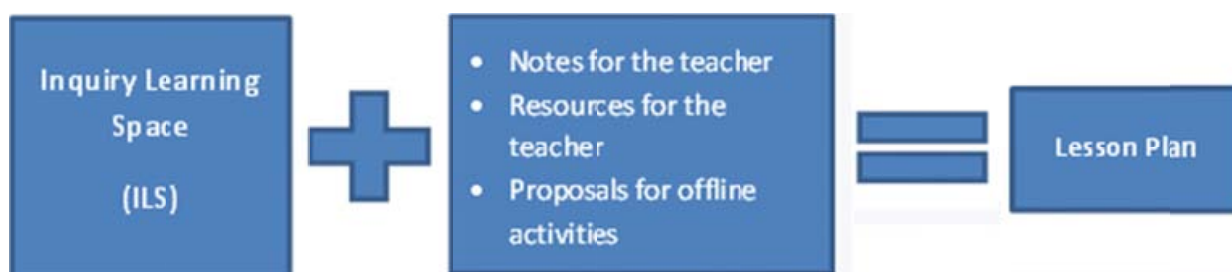 Inquiry Learning
Space
(ILS)
• Notes for the teacher
• Resources for the
teacher
• Proposals for offline
activities
Lesson Plan